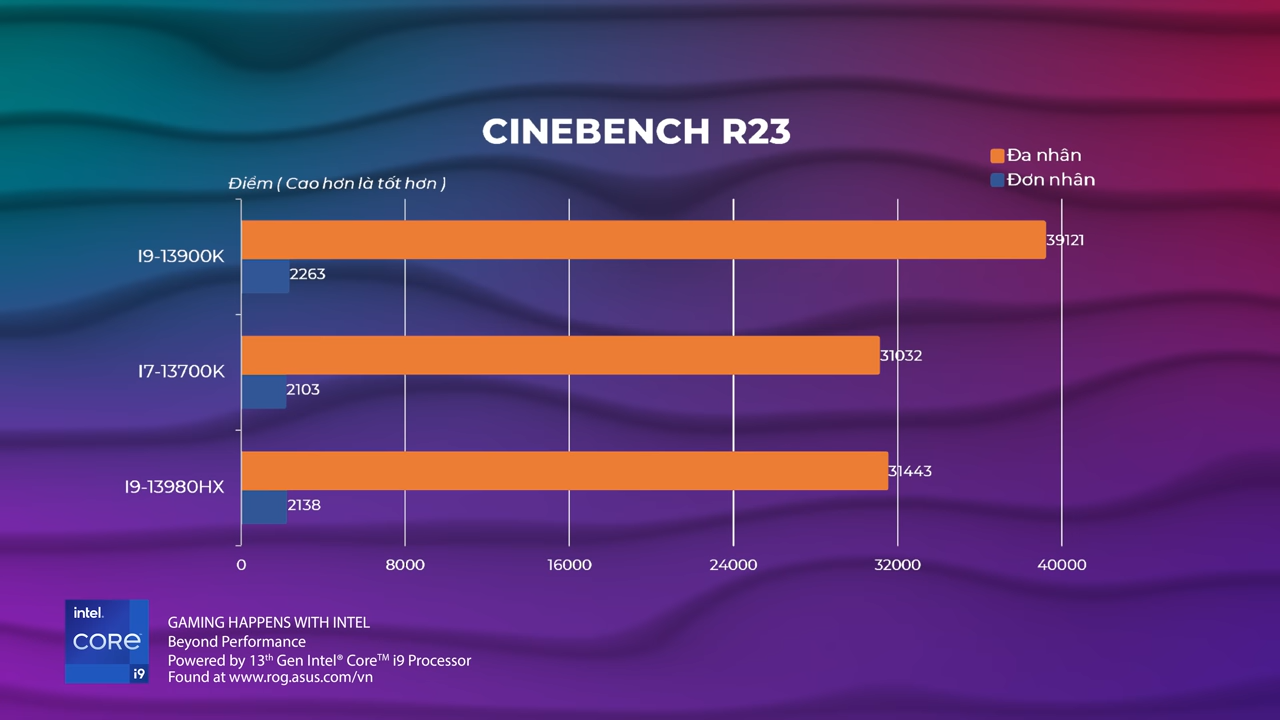 CINEBENCH R23
Đa nhân
Đơn nhân
Điểm ( Cao hơn là tốt hơn )
I9-13900K
39121
2263
I7-13700K
31032
2103
I9-13980HX
31443
2138
0 8000 16000 24000 32000 40000
intel.
CORE
i9
GAMING HAPPENS WITH INTEL
Beyond Performance
Powered by 13th Gen Intel® Core™ i9 Processor
Found at www.rog.asus.com/vn